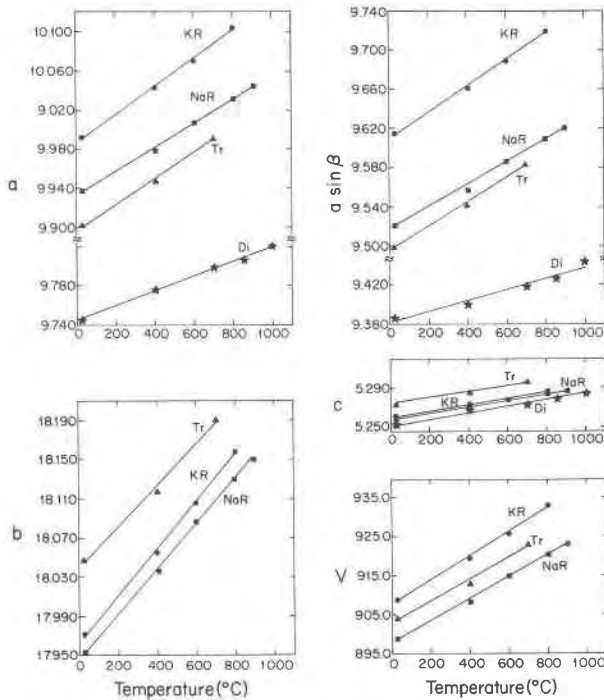 10.100
10.060
10.020
9.980
9.940
9.900
9.780
9.740
a
KR
NaR
Tr
Di
0 200 400 600 800 1000
9.740
9.700
9.660
9.620
9.580
9.540
9.500
9.420
9.380
a sin β
KR
NaR
Tr
Di
0 200 400 600 800 1000
18.190
18.150
18.110
18.070
18.030
17.990
17.950
b
Tr
KR
NaR
0 200 400 600 800 1000
Temperature (°C)
5.290
5.250
c
Tr
NaR
KR
Di
0 200 400 600 800 1000
935.0
925.0
915.0
905.0
895.0
V
KR
Tr
NaR
0 200 400 600 800 1000
Temperature (°C)